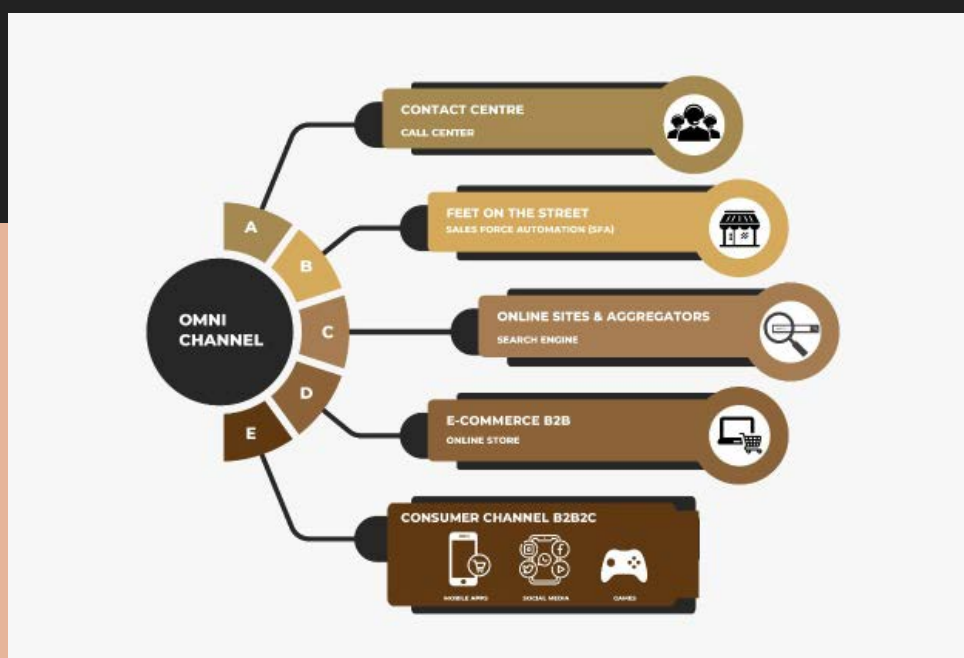 OMNI
CHANNEL
A
B
C
D
E
CONTACT CENTRE
CALL CENTER
FEET ON THE STREET
SALES FORCE AUTOMATION (SFA)
ONLINE SITES & AGGREGATORS
SEARCH ENGINE
E-COMMERCE B2B
ONLINE STORE
CONSUMER CHANNEL B2B2C
MOBILE APPS
SOCIAL MEDIA
GAMES